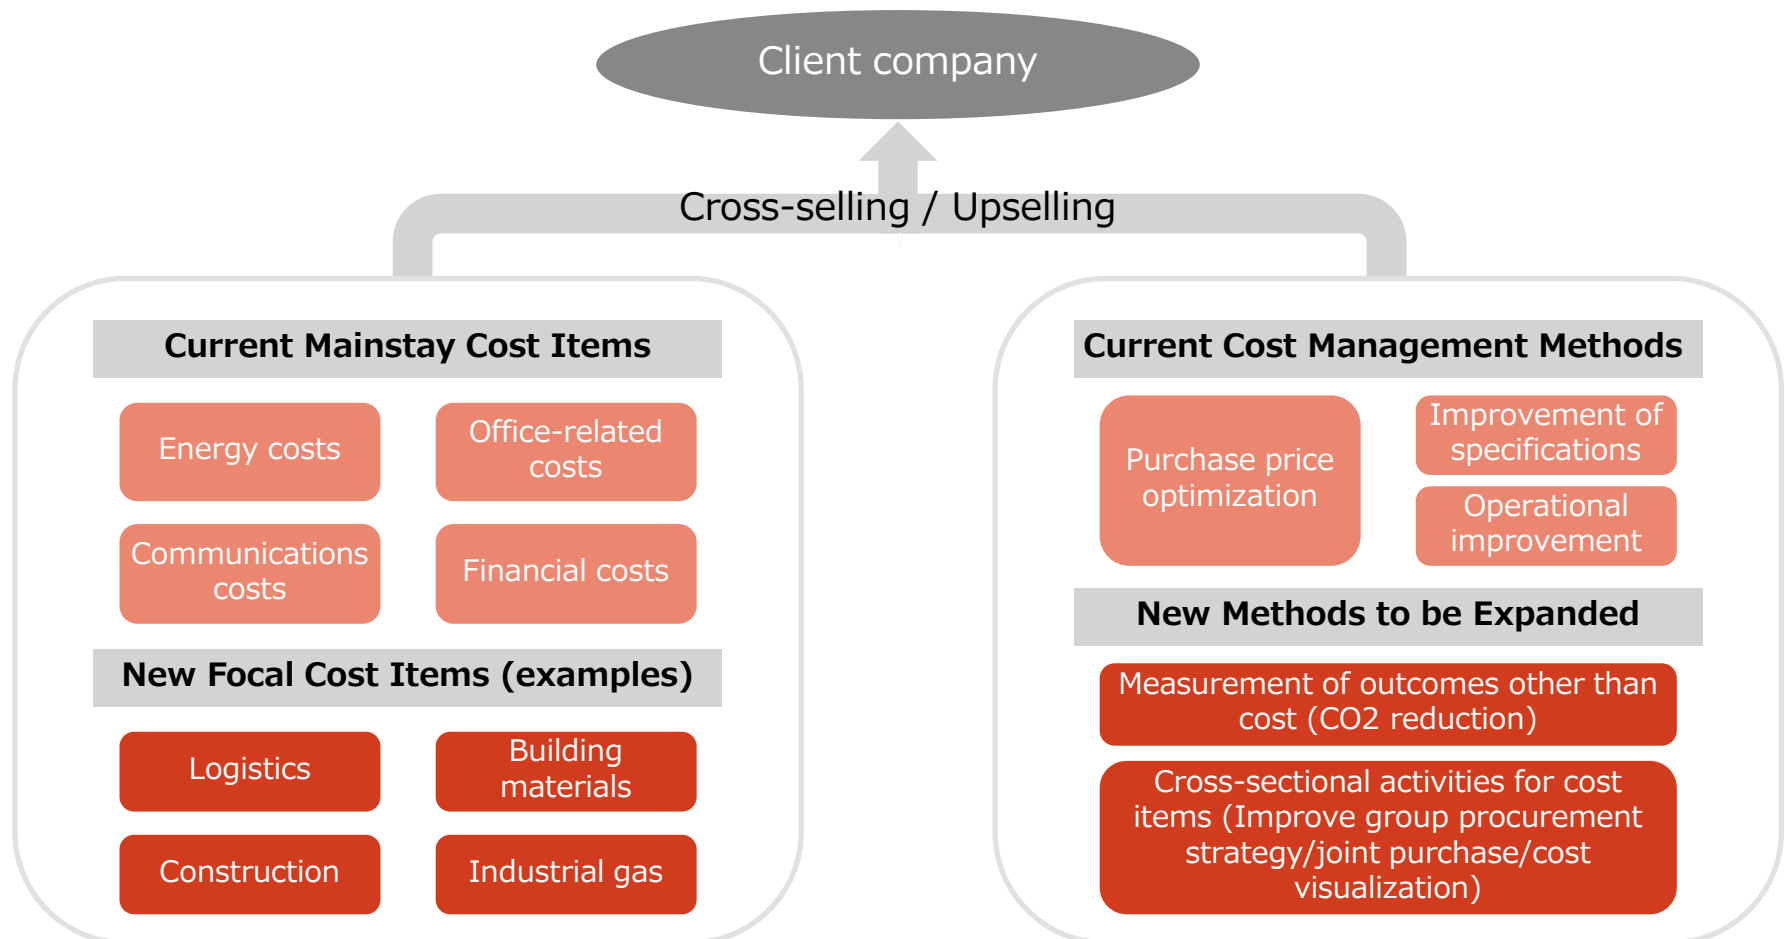 Client company
Cross-selling / Upselling
Current Mainstay Cost Items
Energy costs
Office-related
costs
Communications
costs
Financial costs
New Focal Cost Items (examples)
Logistics
Building
materials
Construction
Industrial gas
Current Cost Management Methods
Purchase price
optimization
Improvement of
specifications
Operational
improvement
New Methods to be Expanded
Measurement of outcomes other than
cost (CO2 reduction)
Cross-sectional activities for cost
items (Improve group procurement
strategy/joint purchase/cost
visualization)